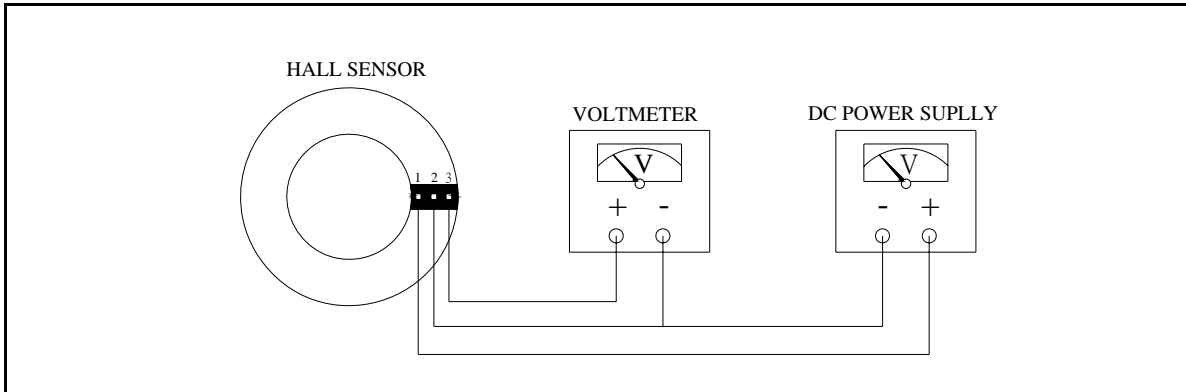 HALL SENSOR
VOLTMETER
DC POWER SUPLLY
V
V
1 2 3
+ -
- +